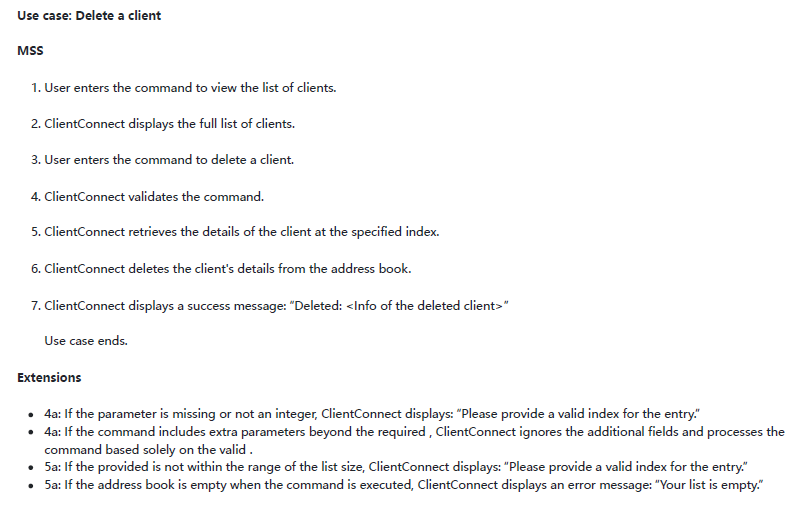 Use case: Delete a client
MSS
1. User enters the command to view the list of clients.
2. ClientConnect displays the full list of clients.
3. User enters the command to delete a client.
4. ClientConnect validates the command.
5. ClientConnect retrieves the details of the client at the specified index.
6. ClientConnect deletes the client's details from the address book.
7. ClientConnect displays a success message: "Deleted: <Info of the deleted client>"
Use case ends.
Extensions
• 4a: If the parameter is missing or not an integer, ClientConnect displays: "Please provide a valid index for the entry."
• 4a: If the command includes extra parameters beyond the required , ClientConnect ignores the additional fields and processes the
command based solely on the valid .
• 5a: If the provided is not within the range of the list size, ClientConnect displays: "Please provide a valid index for the entry."
• 5a: If the address book is empty when the command is executed, ClientConnect displays an error message: "Your list is empty."